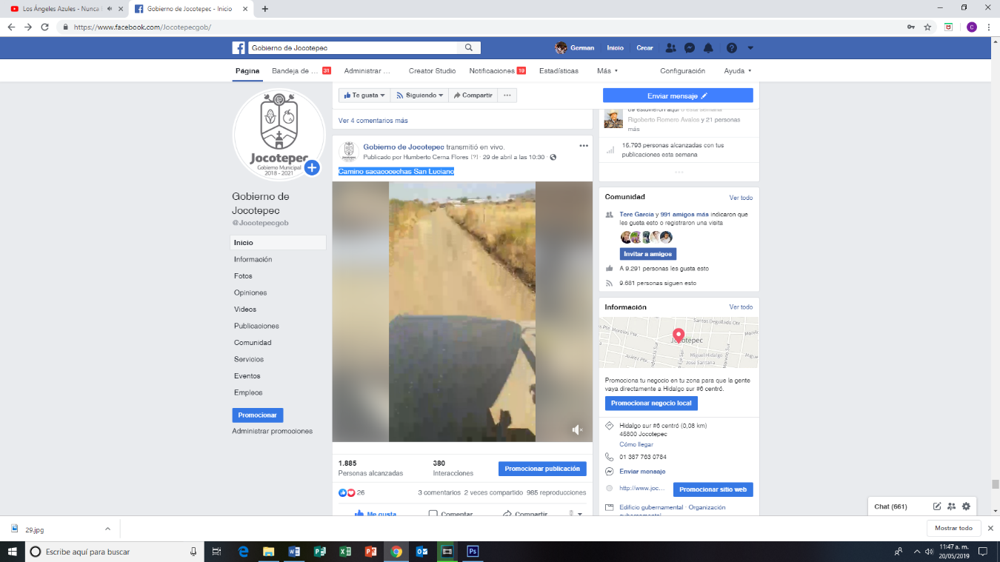 Los Ángeles Azules - Nunca
Gobierno de Jocotepec - Inicio
https://www.facebook.com/Jocotepecgob/
C
Gobierno de Jocotepec
German
Inicio
Crear
Página
Bandeja de ... 31
Administrar ...
Creator Studio
Notificaciones 19
Estadísticas
Más
Configuración
Ayuda
Te gusta
Siguiendo
Compartir
Enviar mensaje
Ver 4 comentarios más
Jocotepec
Gobierno Municipal
2018 - 2021
Gobierno de
Jocotepec
@Jocotepecgob
Inicio
Información
Fotos
Opiniones
Videos
Publicaciones
Comunidad
Servicios
Eventos
Empleos
Promocionar
Administrar promociones
Gobierno de Jocotepec transmitió en vivo.
Publicado por Humberto Cerna Flores [?] · 29 de abril a las 10:30 ·
Camino sacacocechas San Luciano
1.885
Personas alcanzadas
380
Interacciones
Promocionar publicación
26
3 comentarios 2 veces compartido 985 reproducciones
Me gusta
Comentar
Compartir
de estuvieron aquí o esta semana
Rigoberto Romero Avalos y 21 personas
más
15.793 personas alcanzadas con tus
publicaciones esta semana
Comunidad
Ver todo
Tere Garcia y 991 amigos más indicaron que
les gusta esto o registraron una visita
Invitar a amigos
A 9.291 personas les gusta esto
9.681 personas siguen esto
Información
Ver todo
Santos Degollado Ote
Morelos Pte
Jocotepec
Juárez Pte
Miguel Hidalgo
José Santana
Promociona tu negocio en tu zona para que la gente
vaya directamente a Hidalgo sur #6 centró.
Promocionar negocio local
Hidalgo sur #6 centró (0,08 km)
45800 Jocotepec
Cómo llegar
01 387 763 0784
Enviar mensaje
http://www.joc...
Promocionar sitio web
Edificio gubernamental · Organización
gubernamental
Chat (661)
29.jpg
Mostrar todo
Escribe aquí para buscar
11:47 a. m.
20/05/2019